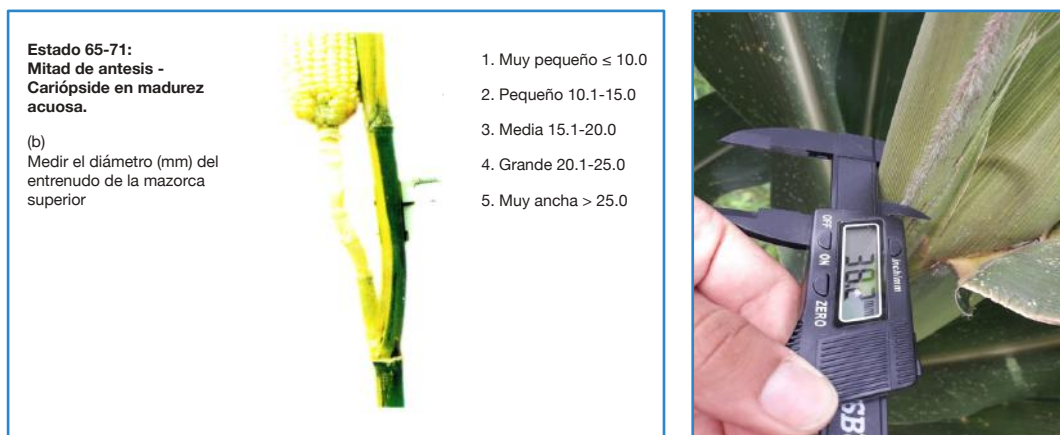 Estado 65-71:
Mitad de antesis -
Cariópside en madurez
acuosa.
(b)
Medir el diámetro (mm) del
entrenudo de la mazorca
superior
1. Muy pequeño ≤ 10.0
2. Pequeño 10.1-15.0
3. Media 15.1-20.0
4. Grande 20.1-25.0
5. Muy ancha > 25.0
OFF
ON
ZERO
inch/mm
mm